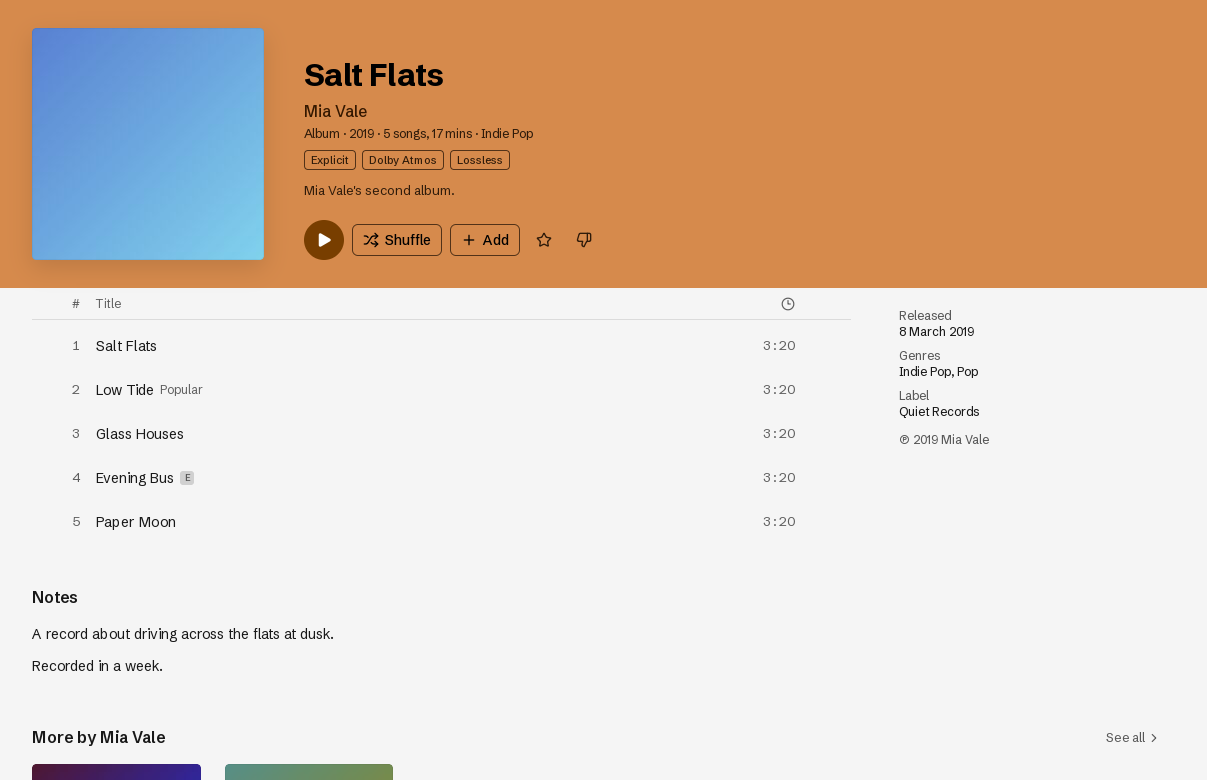 Salt Flats
Mia Vale
Album · 2019 · 5 songs, 17 mins · Indie Pop
Explicit Dolby Atmos Lossless
Mia Vale's second album.
Shuffle Add
# Title
1 Salt Flats 3:20
2 Low Tide Popular 3:20
3 Glass Houses 3:20
4 Evening Bus E 3:20
5 Paper Moon 3:20
Released
8 March 2019
Genres
Indie Pop, Pop
Label
Quiet Records
℗ 2019 Mia Vale
Notes
A record about driving across the flats at dusk.
Recorded in a week.
More by Mia Vale See all